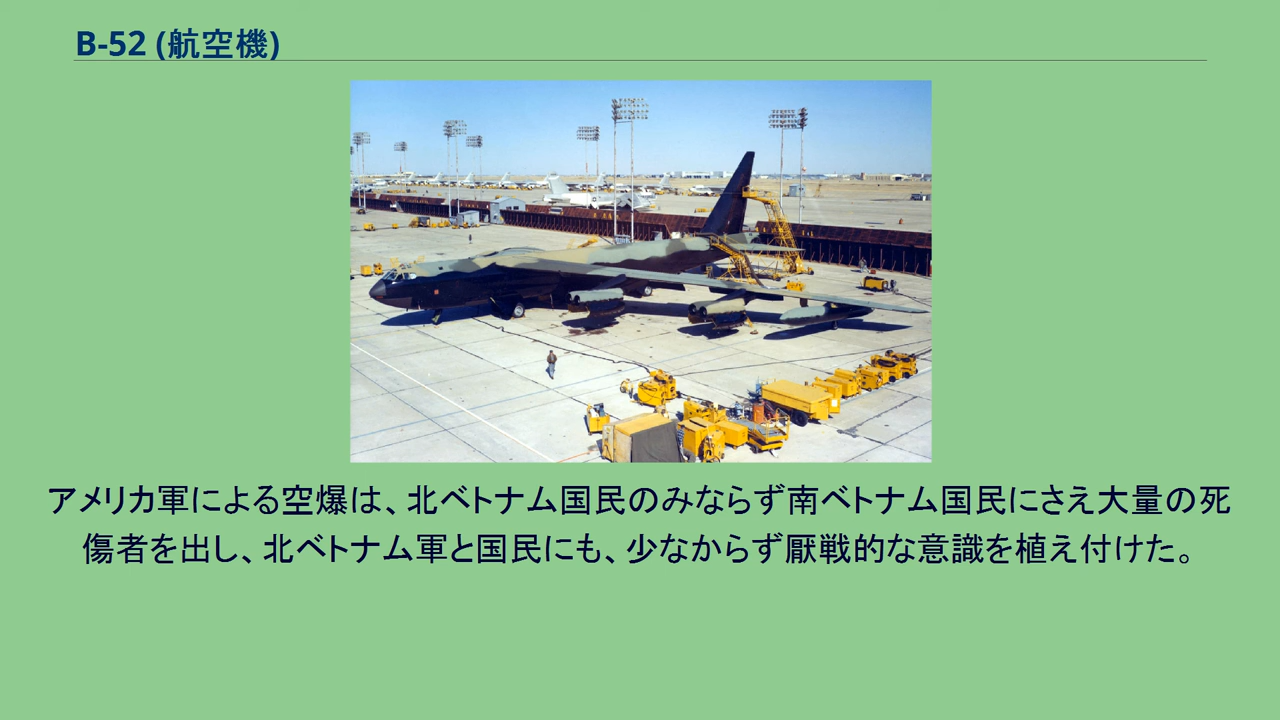 B-52 (航空機)
アメリカ軍による空爆は、北ベトナム国民のみならず南ベトナム国民にさえ大量の死
傷者を出し、北ベトナム軍と国民にも、少なからず厭戦的な意識を植え付けた。